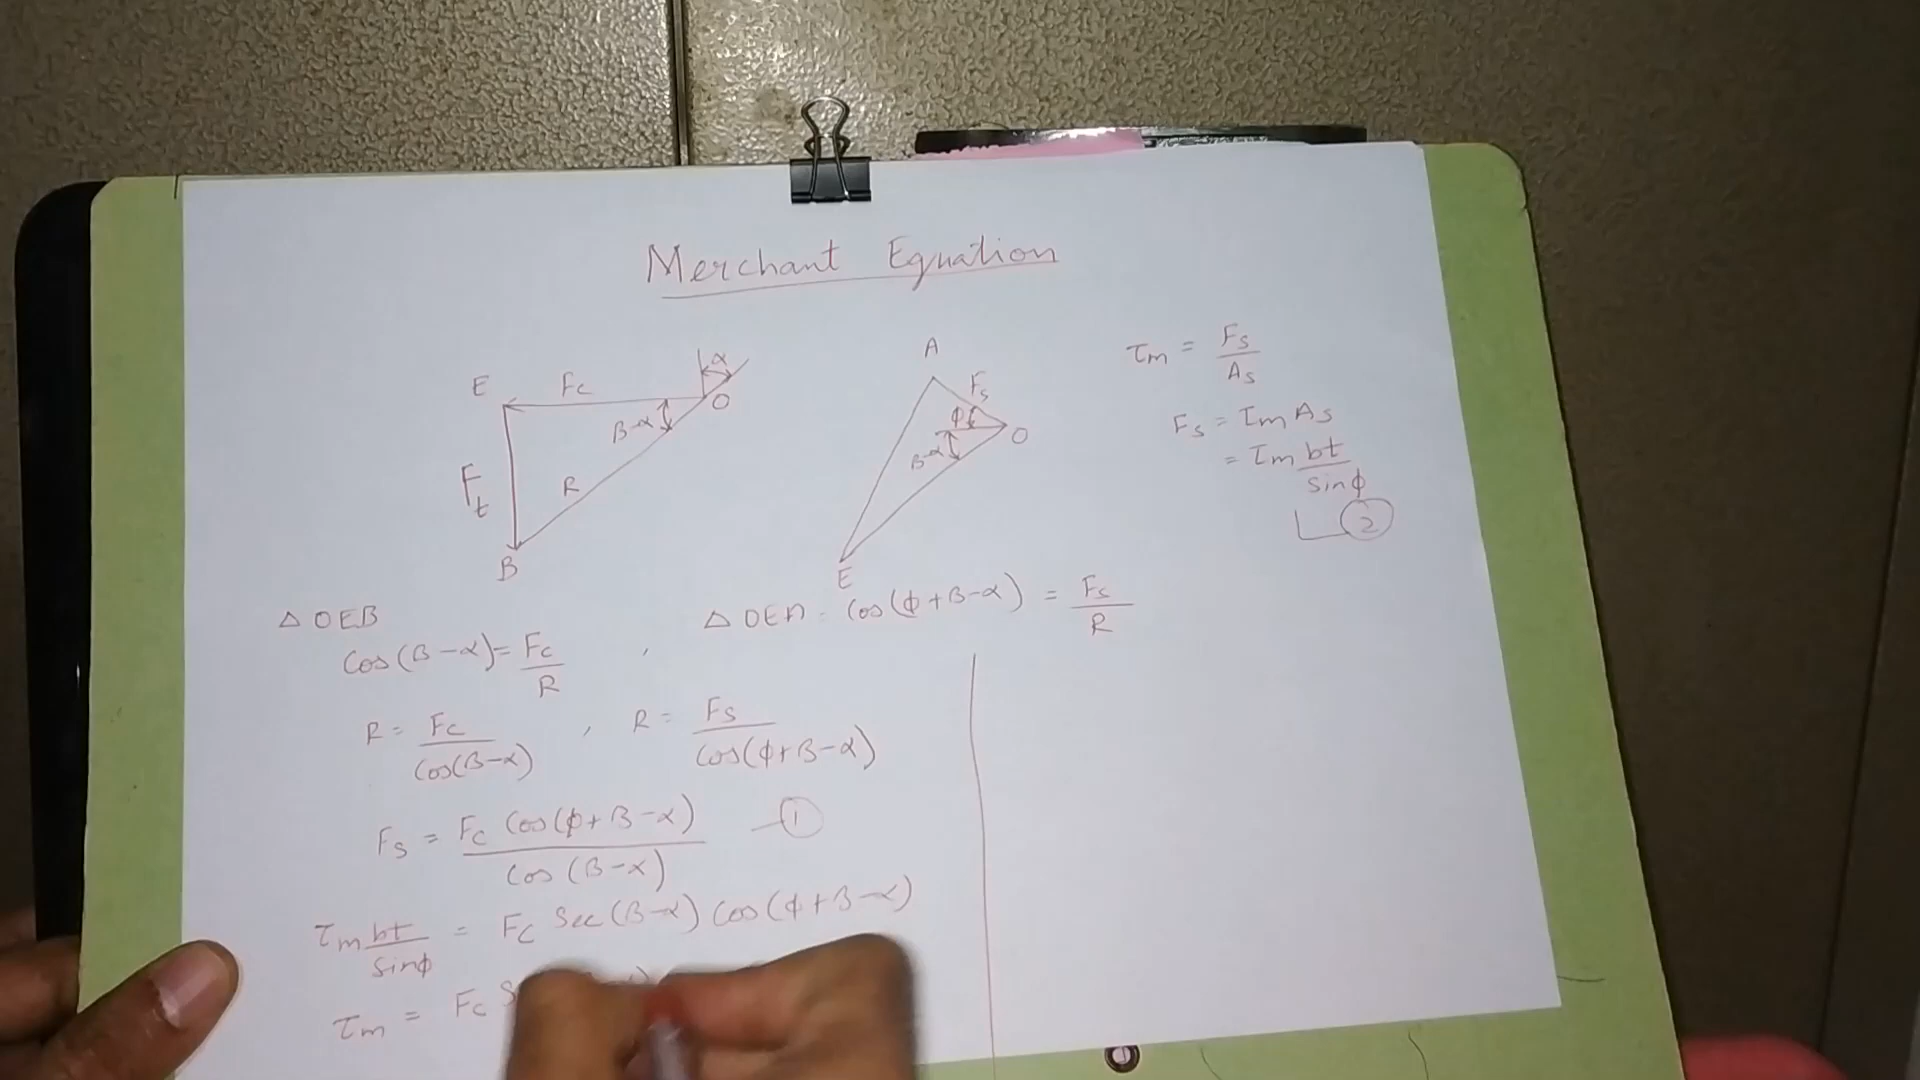 Merchant Equation
E Fc α O
β-α
Ft R
B
A
Fs
φ O
β-α
E
τm = Fs / As
Fs = τm As
= τm bt / sinφ
2
△ OEB
Cos(β-α) = Fc / R ,
△ OEA - Cos(φ+β-α) = Fs / R
R = Fc / Cos(β-α) , R = Fs / Cos(φ+β-α)
Fs = Fc Cos(φ+β-α) / Cos (β-α) — 1
τm bt / sinφ = Fc Sec(β-α) Cos(φ+β-α)
τm = Fc